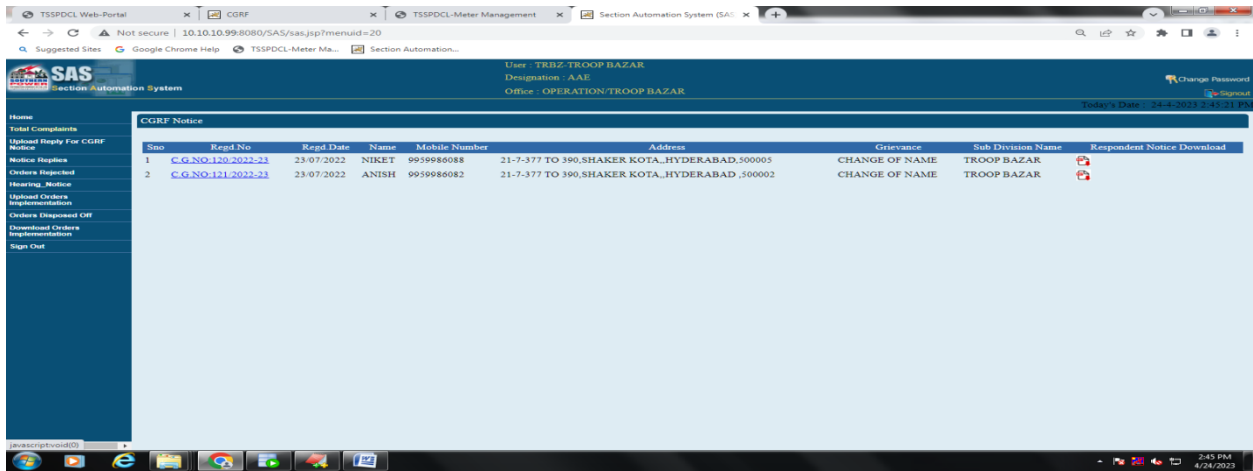 TSSPDCL Web-Portal
CGRF
TSSPDCL-Meter Management
Section Automation System (SAS
Not secure | 10.10.10.99:8080/SAS/sas.jsp?menuid=20
Suggested Sites Google Chrome Help TSSPDCL-Meter Ma... Section Automation...
SOUTHERN POWER
SAS
Section Automation System
User : TRBZ-TROOP BAZAR
Designation : AAE
Office : OPERATION/TROOP BAZAR
Change Password
Signout
Today's Date : 24-4-2023 2:45:21 PM
Home
Total Complaints
Upload Reply For CGRF
Notice
Notice Replies
Orders Rejected
Hearing_Notice
Upload Orders
Implementation
Orders Disposed Off
Download Orders
Implementation
Sign Out
CGRF Notice
Sno Regd.No Regd.Date Name Mobile Number Address Grievance Sub Division Name Respondent Notice Download
1 C.G.NO:120/2022-23 23/07/2022 NIKET 9959986088 21-7-377 TO 390,SHAKER KOTA,,HYDERABAD,500005 CHANGE OF NAME TROOP BAZAR
2 C.G.NO:121/2022-23 23/07/2022 ANISH 9959986082 21-7-377 TO 390,SHAKER KOTA,,HYDERABAD ,500002 CHANGE OF NAME TROOP BAZAR
javascript:void(0)
2:45 PM
4/24/2023